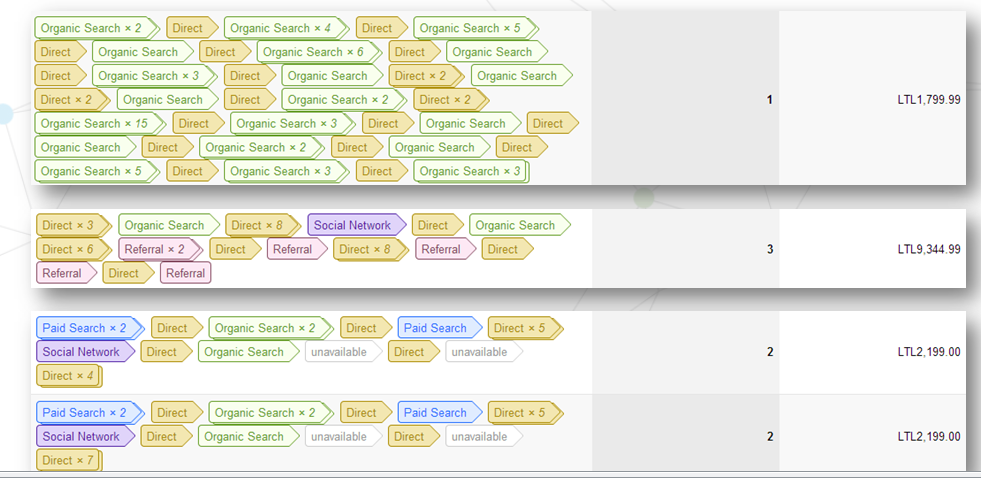 Organic Search × 2 Direct Organic Search × 4 Direct Organic Search × 5
Direct Organic Search Direct Organic Search × 6 Direct Organic Search
Direct Organic Search × 3 Direct Organic Search Direct × 2 Organic Search
Direct × 2 Organic Search Direct Organic Search × 2 Direct × 2 1 LTL1,799.99
Organic Search × 15 Direct Organic Search × 3 Direct Organic Search Direct
Organic Search Direct Organic Search × 2 Direct Organic Search Direct
Organic Search × 5 Direct Organic Search × 3 Direct Organic Search × 3
Direct × 3 Organic Search Direct × 8 Social Network Direct Organic Search
Direct × 6 Referral × 2 Direct Referral Direct × 8 Referral Direct 3 LTL9,344.99
Referral Direct Referral
Paid Search × 2 Direct Organic Search × 2 Direct Paid Search Direct × 5
Social Network Direct Organic Search unavailable Direct unavailable 2 LTL2,199.00
Direct × 4
Paid Search × 2 Direct Organic Search × 2 Direct Paid Search Direct × 5
Social Network Direct Organic Search unavailable Direct unavailable 2 LTL2,199.00
Direct × 7